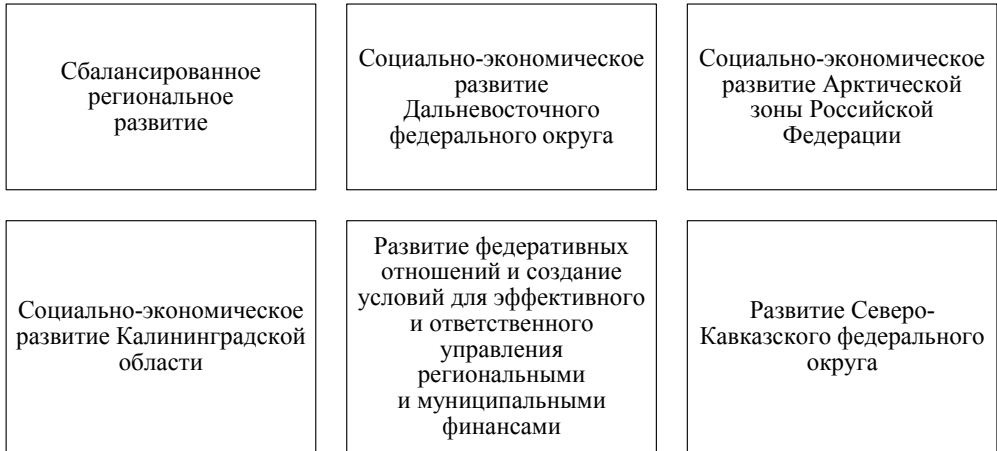 Сбалансированное
региональное
развитие
Социально-экономическое
развитие
Дальневосточного
федерального округа
Социально-экономическое
развитие Арктической
зоны Российской
Федерации
Социально-экономическое
развитие Калининградской
области
Развитие федеративных
отношений и создание
условий для эффективного
и ответственного
управления
региональными
и муниципальными
финансами
Развитие Северо-
Кавказского федерального
округа